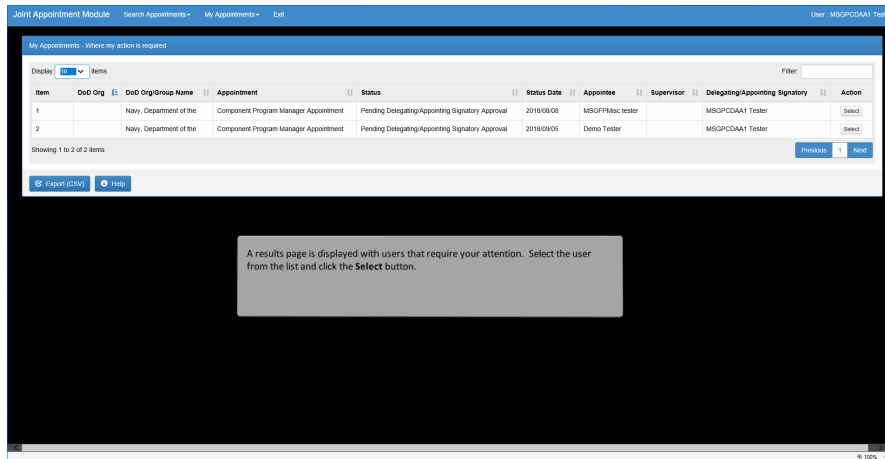 Joint Appointment Module Search Appointments My Appointments Exit User : MSGPCDAA1 Test
My Appointments - Where my action is required
Display 10 items Filter:
Item DoD Org DoD Org/Group Name Appointment Status Status Date Appointee Supervisor Delegating/Appointing Signatory Action
1 Navy, Department of the Component Program Manager Appointment Pending Delegating/Appointing Signatory Approval 2018/08/08 MSGFPMisc tester MSGPCDAA1 Tester Select
2 Navy, Department of the Component Program Manager Appointment Pending Delegating/Appointing Signatory Approval 2018/09/05 Demo Tester MSGPCDAA1 Tester Select
Showing 1 to 2 of 2 items Previous 1 Next
Export (CSV) Help
A results page is displayed with users that require your attention. Select the user
from the list and click the Select button.
100%